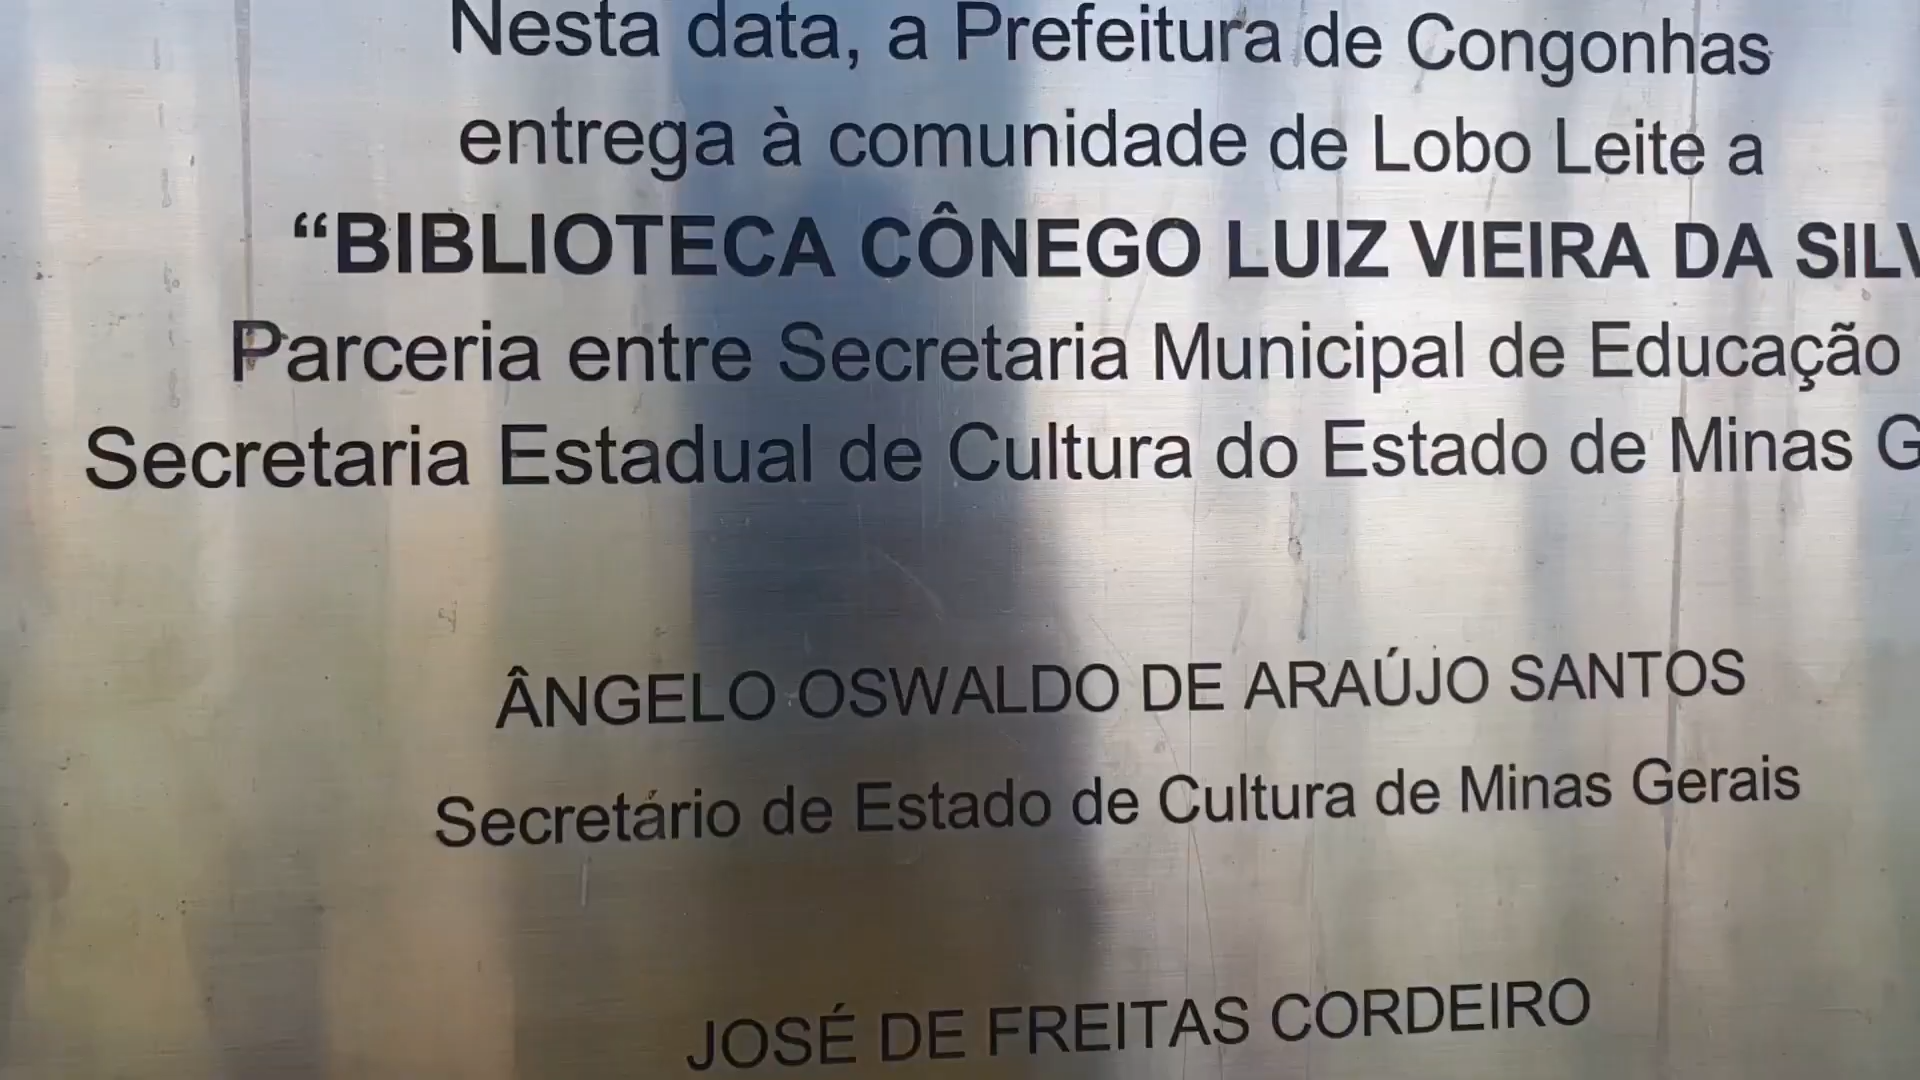 Nesta data, a Prefeitura de Congonhas
entrega à comunidade de Lobo Leite a
“BIBLIOTECA CÔNEGO LUIZ VIEIRA DA
Parceria entre Secretaria Municipal de Educação
Secretaria Estadual de Cultura do Estado de Minas
ÂNGELO OSWALDO DE ARAÚJO SANTOS
Secretário de Estado de Cultura de Minas Gerais
JOSÉ DE FREITAS CORDEIRO